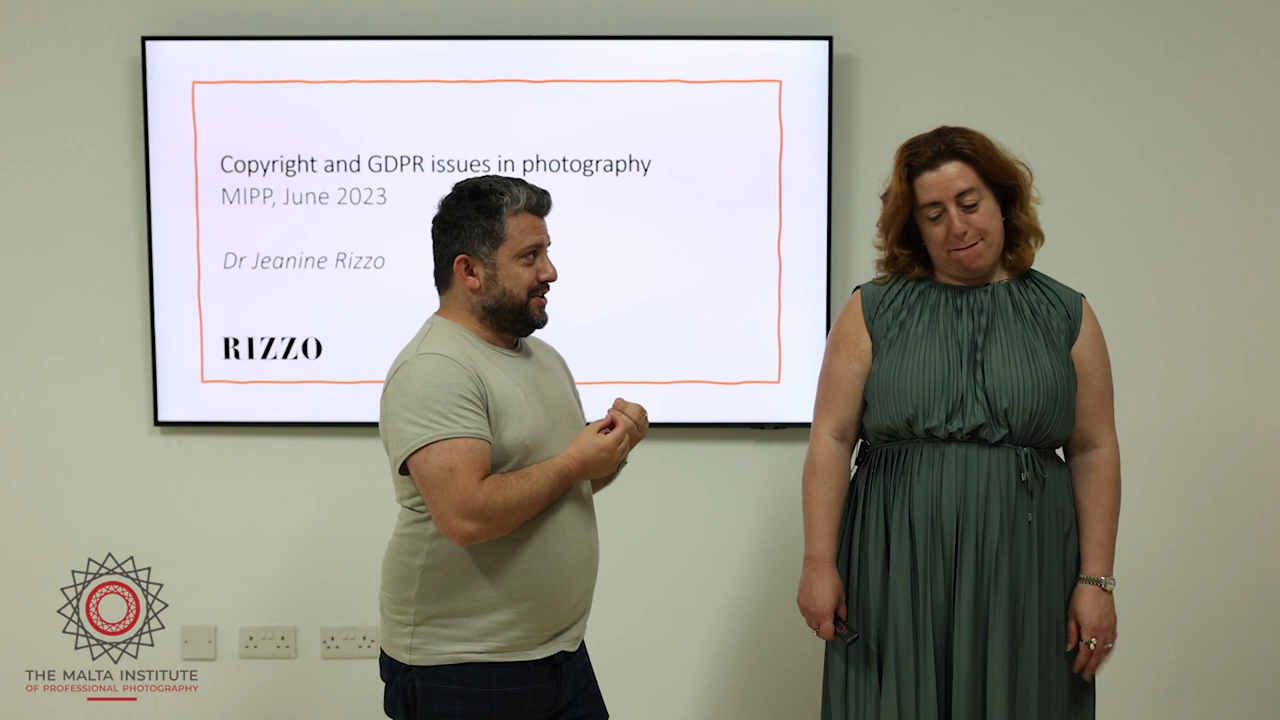 Copyright and GDPR issues in photography
MIPP, June 2023
Dr Jeanine Rizzo
RIZZO
THE MALTA INSTITUTE
OF PROFESSIONAL PHOTOGRAPHY